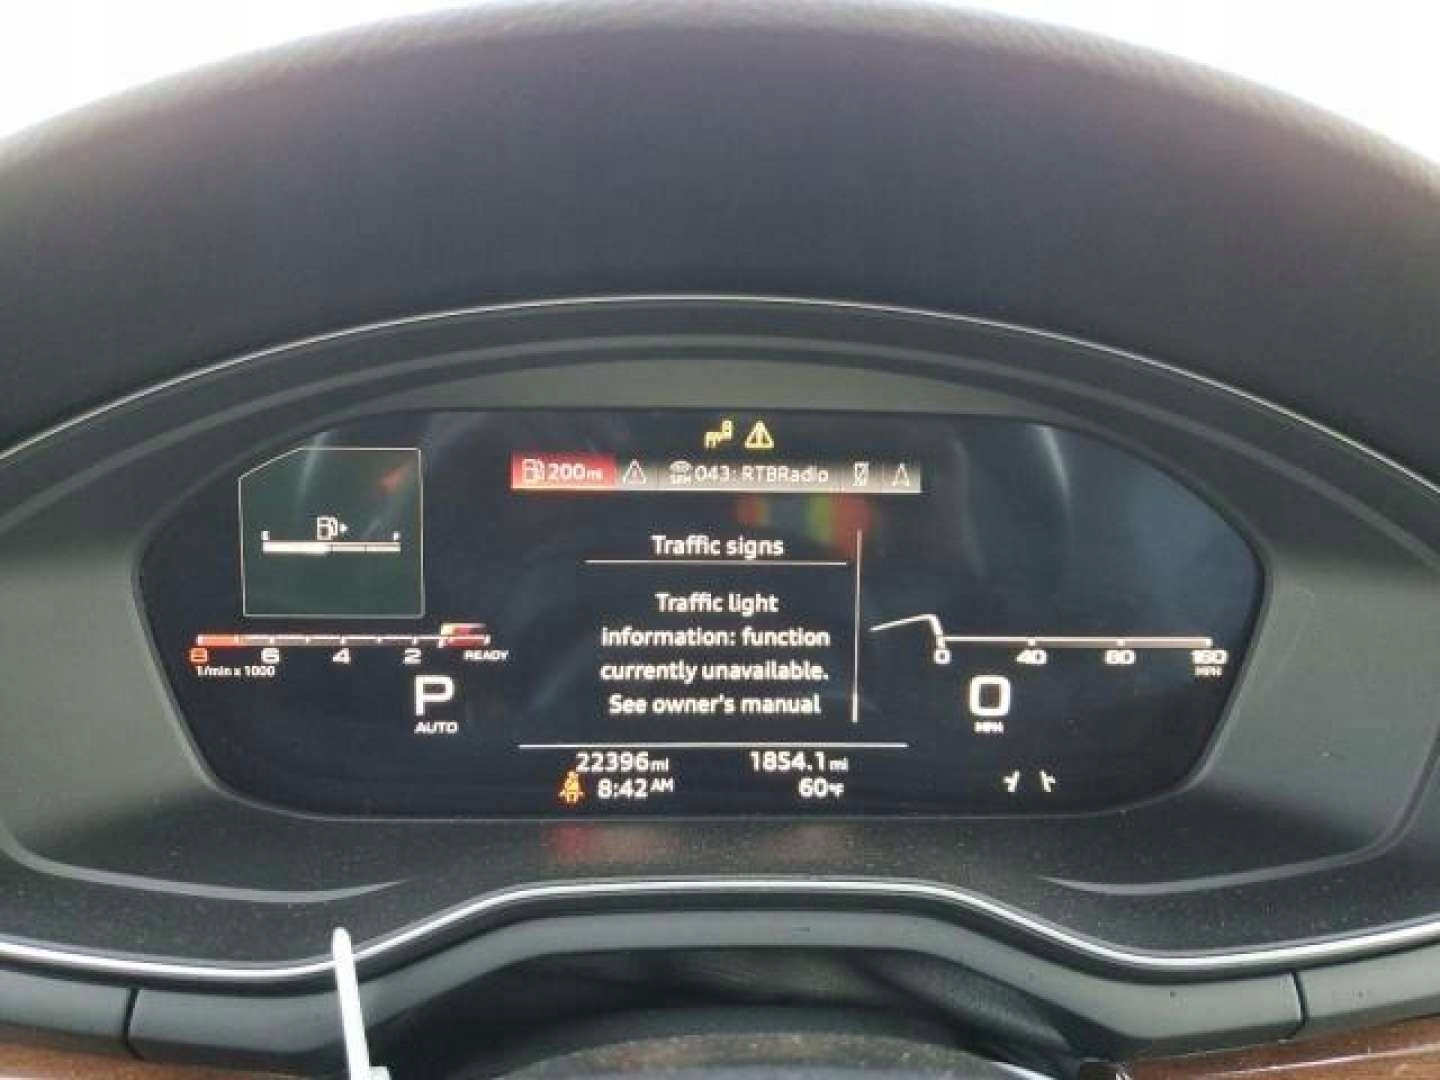 200mi
043: RTBRadio
Traffic signs
E F
Traffic light
information: function
currently unavailable.
See owner's manual
8 6 4 2 READY
1/min x 1000
0 40 80 160
MPH
P
AUTO
0
MPH
22396mi 1854.1mi
8:42AM 60°F